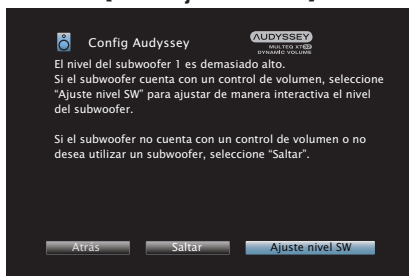 Config Audyssey
AUDYSSEY
MULTEQ XT32
DYNAMIC VOLUME
El nivel del subwoofer 1 es demasiado alto.
Si el subwoofer cuenta con un control de volumen, seleccione
“Ajuste nivel SW” para ajustar de manera interactiva el nivel
del subwoofer.
Si el subwoofer no cuenta con un control de volumen o no
desea utilizar un subwoofer, seleccione “Saltar”.
Atrás
Saltar
Ajuste nivel SW